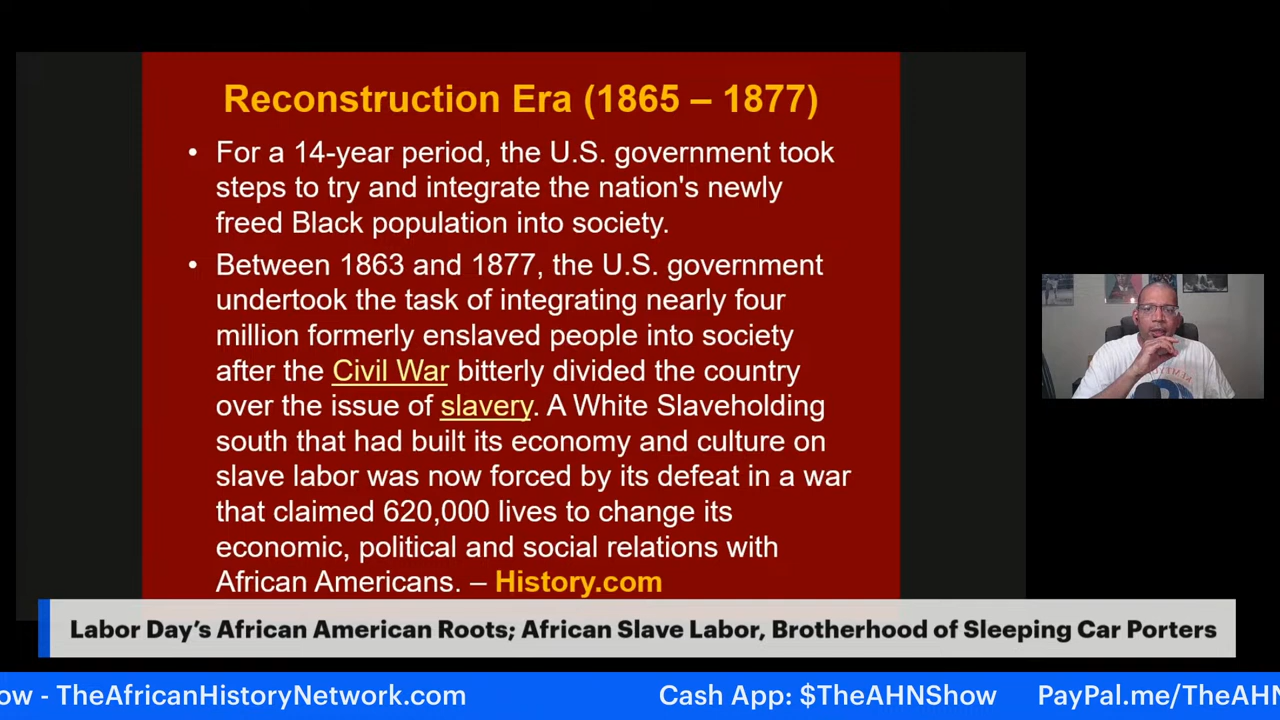 Reconstruction Era (1865 – 1877)
• For a 14-year period, the U.S. government took
steps to try and integrate the nation's newly
freed Black population into society.
• Between 1863 and 1877, the U.S. government
undertook the task of integrating nearly four
million formerly enslaved people into society
after the Civil War bitterly divided the country
over the issue of slavery. A White Slaveholding
south that had built its economy and culture on
slave labor was now forced by its defeat in a war
that claimed 620,000 lives to change its
economic, political and social relations with
African Americans. – History.com
Labor Day's African American Roots; African Slave Labor, Brotherhood of Sleeping Car Porters
ow - TheAfricanHistoryNetwork.com Cash App: $TheAHNShow PayPal.me/TheAHN